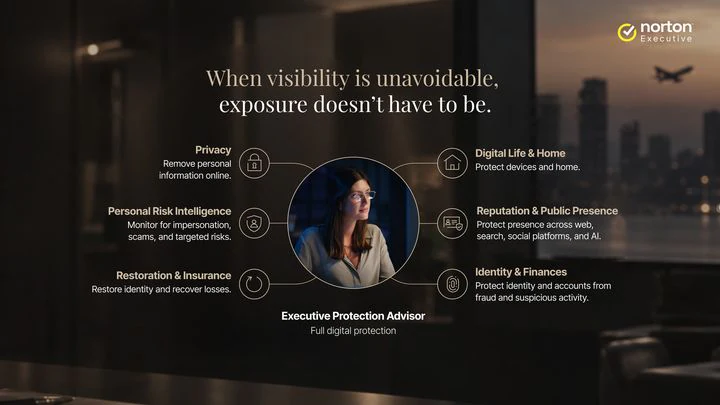 norton
Executive
When visibility is unavoidable,
exposure doesn't have to be.
Privacy
Remove personal
information online.
Personal Risk Intelligence
Monitor for impersonation,
scams, and targeted risks.
Restoration & Insurance
Restore identity and recover losses.
Digital Life & Home
Protect devices and home.
Reputation & Public Presence
Protect presence across web,
search, social platforms, and AI.
Identity & Finances
Protect identity and accounts from
fraud and suspicious activity.
Executive Protection Advisor
Full digital protection